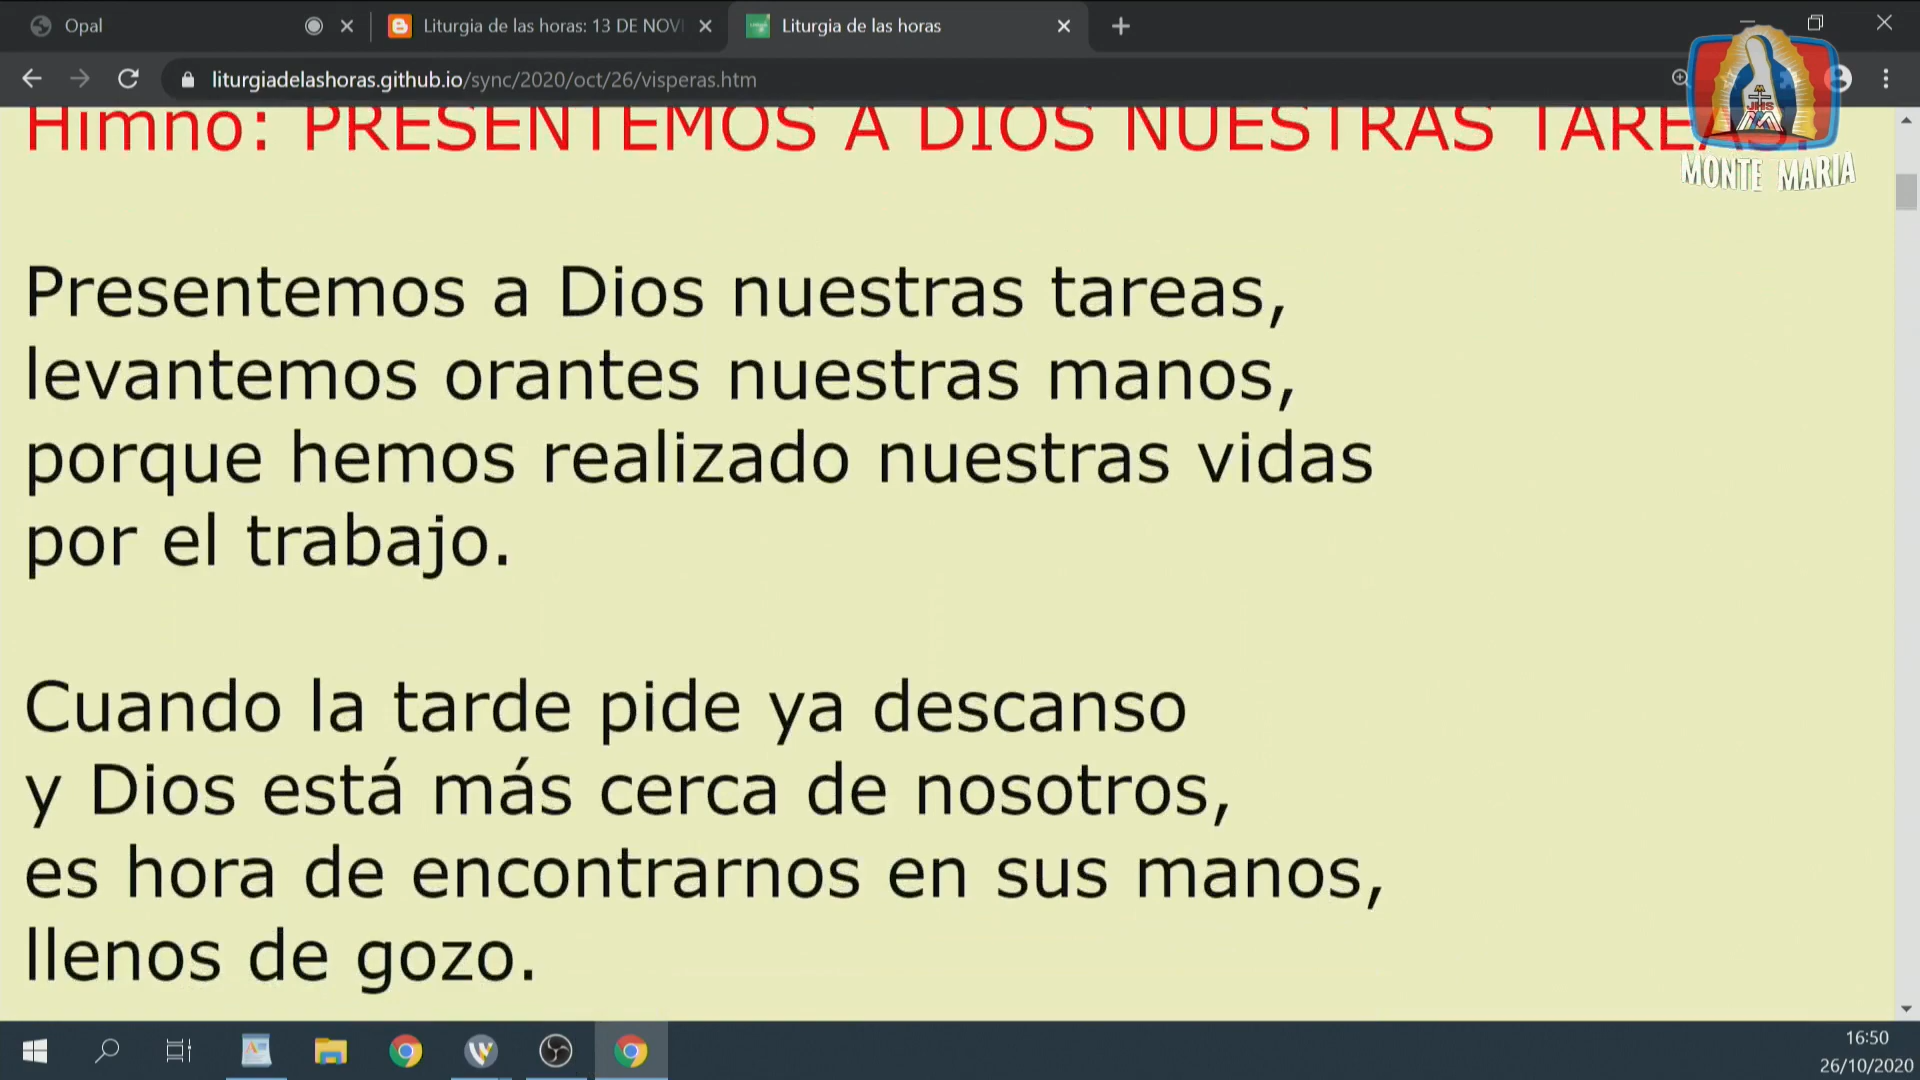 Opal
Liturgia de las horas: 13 DE NOVI
Liturgia de las horas
liturgiadelashoras.github.io/sync/2020/oct/26/visperas.htm
JHS
MONTE MARIA
Himno: PRESENTEMOS A DIOS NUESTRAS TAREAS.
Presentemos a Dios nuestras tareas,
levantemos orantes nuestras manos,
porque hemos realizado nuestras vidas
por el trabajo.
Cuando la tarde pide ya descanso
y Dios está más cerca de nosotros,
es hora de encontrarnos en sus manos,
llenos de gozo.
16:50
26/10/2020